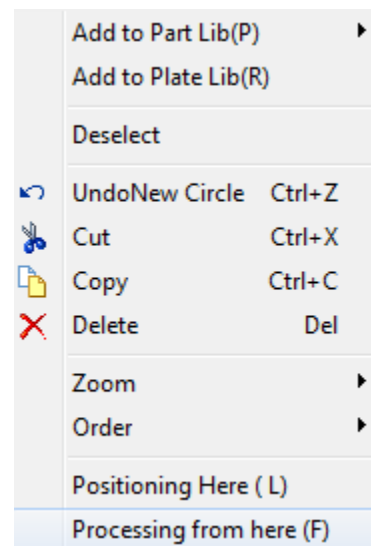 Add to Part Lib(P)
Add to Plate Lib(R)
Deselect
UndoNew Circle Ctrl+Z
Cut Ctrl+X
Copy Ctrl+C
Delete Del
Zoom
Order
Positioning Here ( L)
Processing from here (F)